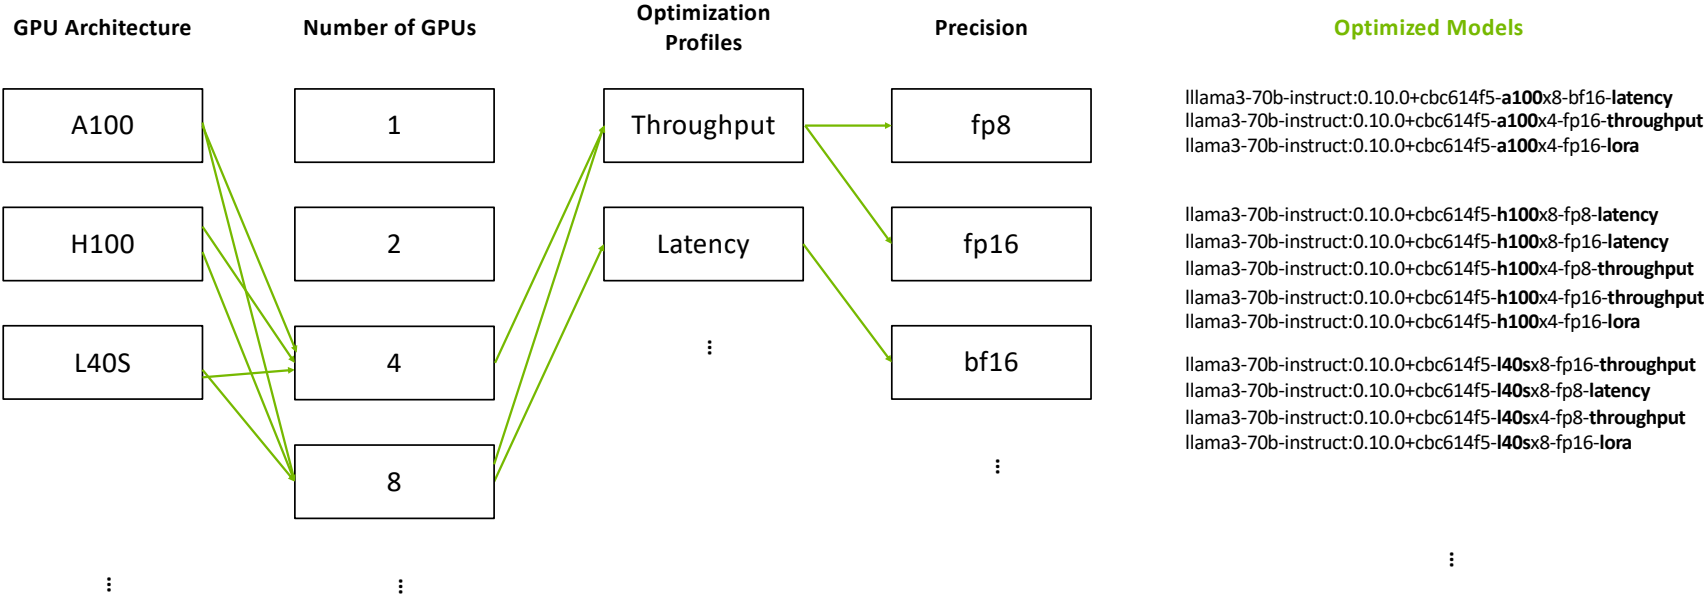 GPU Architecture
Number of GPUs
Optimization
Profiles
Precision
Optimized Models
A100
H100
L40S
⋮
1
2
4
8
⋮
Throughput
Latency
⋮
fp8
fp16
bf16
⋮
lllama3-70b-instruct:0.10.0+cbc614f5-a100x8-bf16-latency
llama3-70b-instruct:0.10.0+cbc614f5-a100x4-fp16-throughput
llama3-70b-instruct:0.10.0+cbc614f5-a100x4-fp16-lora
llama3-70b-instruct:0.10.0+cbc614f5-h100x8-fp8-latency
llama3-70b-instruct:0.10.0+cbc614f5-h100x8-fp16-latency
llama3-70b-instruct:0.10.0+cbc614f5-h100x4-fp8-throughput
llama3-70b-instruct:0.10.0+cbc614f5-h100x4-fp16-throughput
llama3-70b-instruct:0.10.0+cbc614f5-h100x4-fp16-lora
llama3-70b-instruct:0.10.0+cbc614f5-l40sx8-fp16-throughput
llama3-70b-instruct:0.10.0+cbc614f5-l40sx8-fp8-latency
llama3-70b-instruct:0.10.0+cbc614f5-l40sx4-fp8-throughput
llama3-70b-instruct:0.10.0+cbc614f5-l40sx8-fp16-lora
⋮